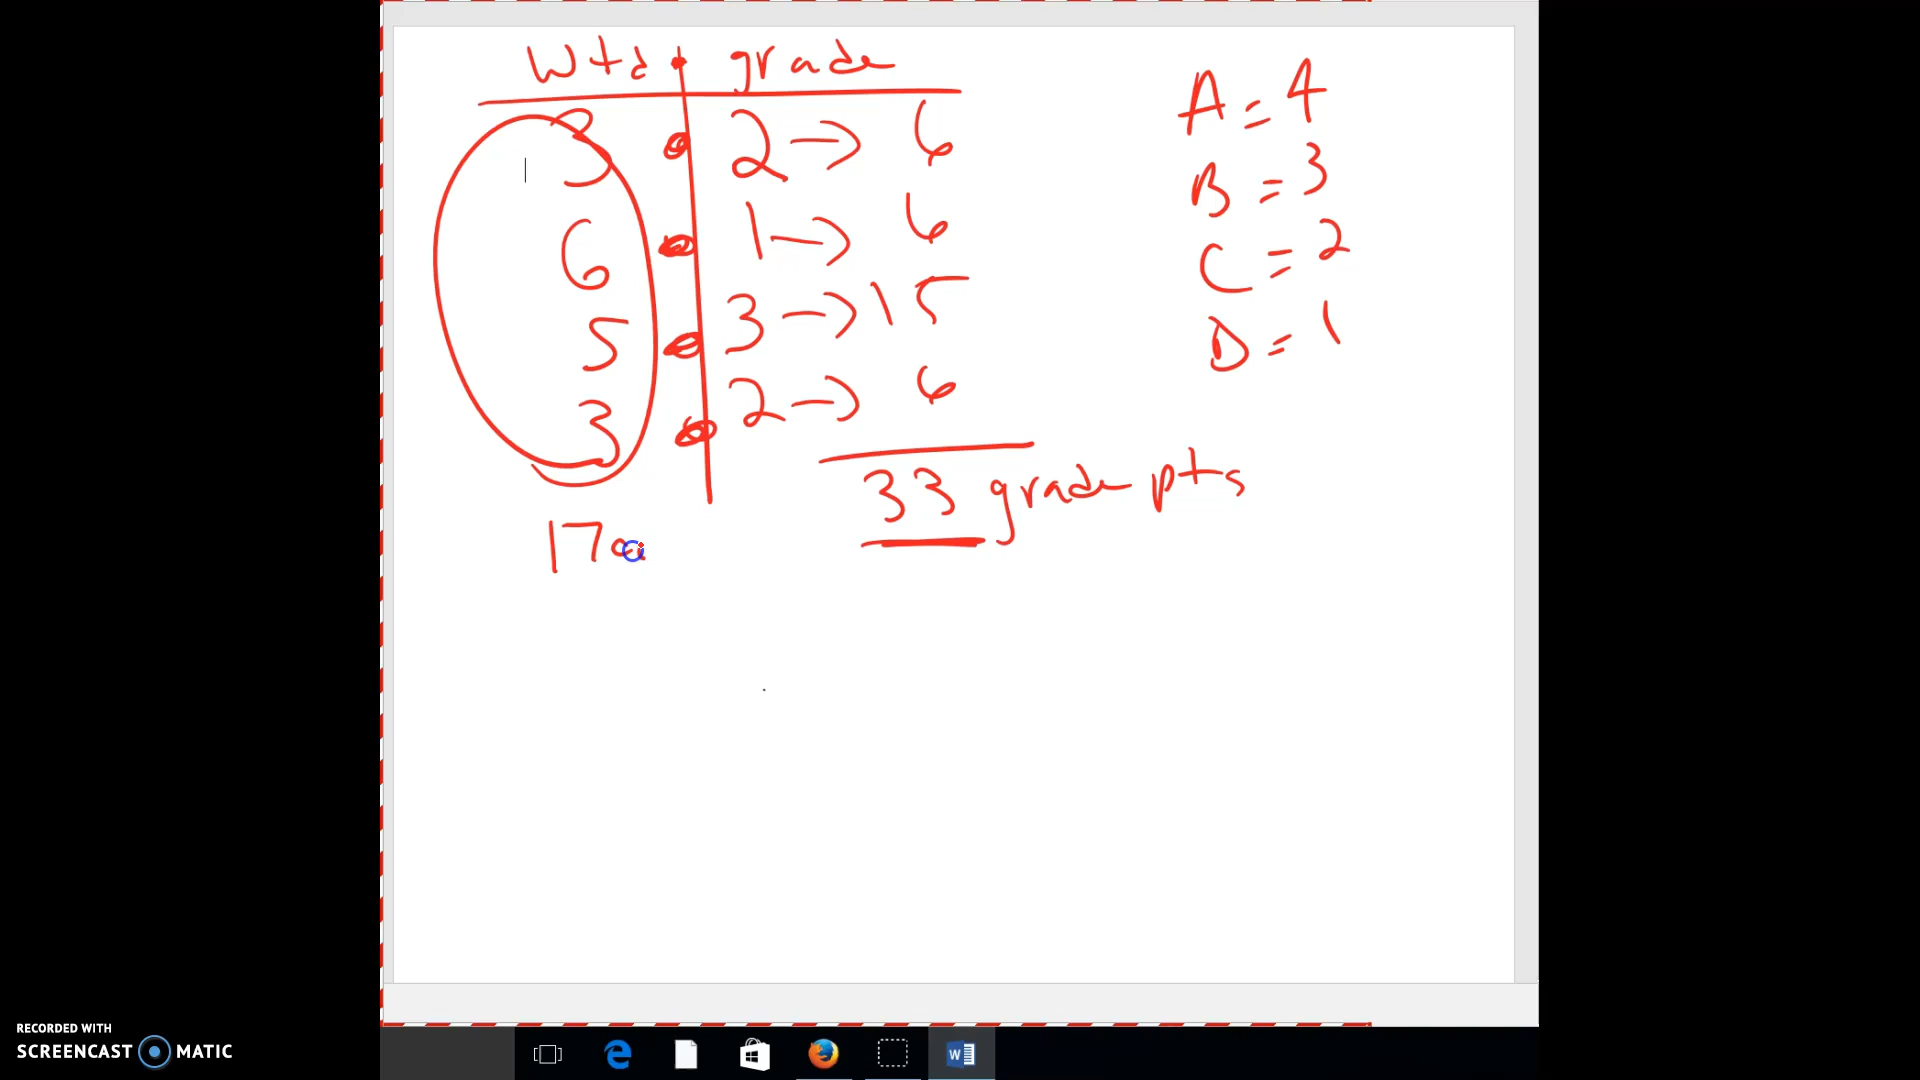 Wtd • grade
3 • 2 → 6
6 • 1 → 6
5 • 3 → 15
3 • 2 → 6
33 grade pts
17
A = 4
B = 3
C = 2
D = 1
RECORDED WITH
SCREENCAST MATIC